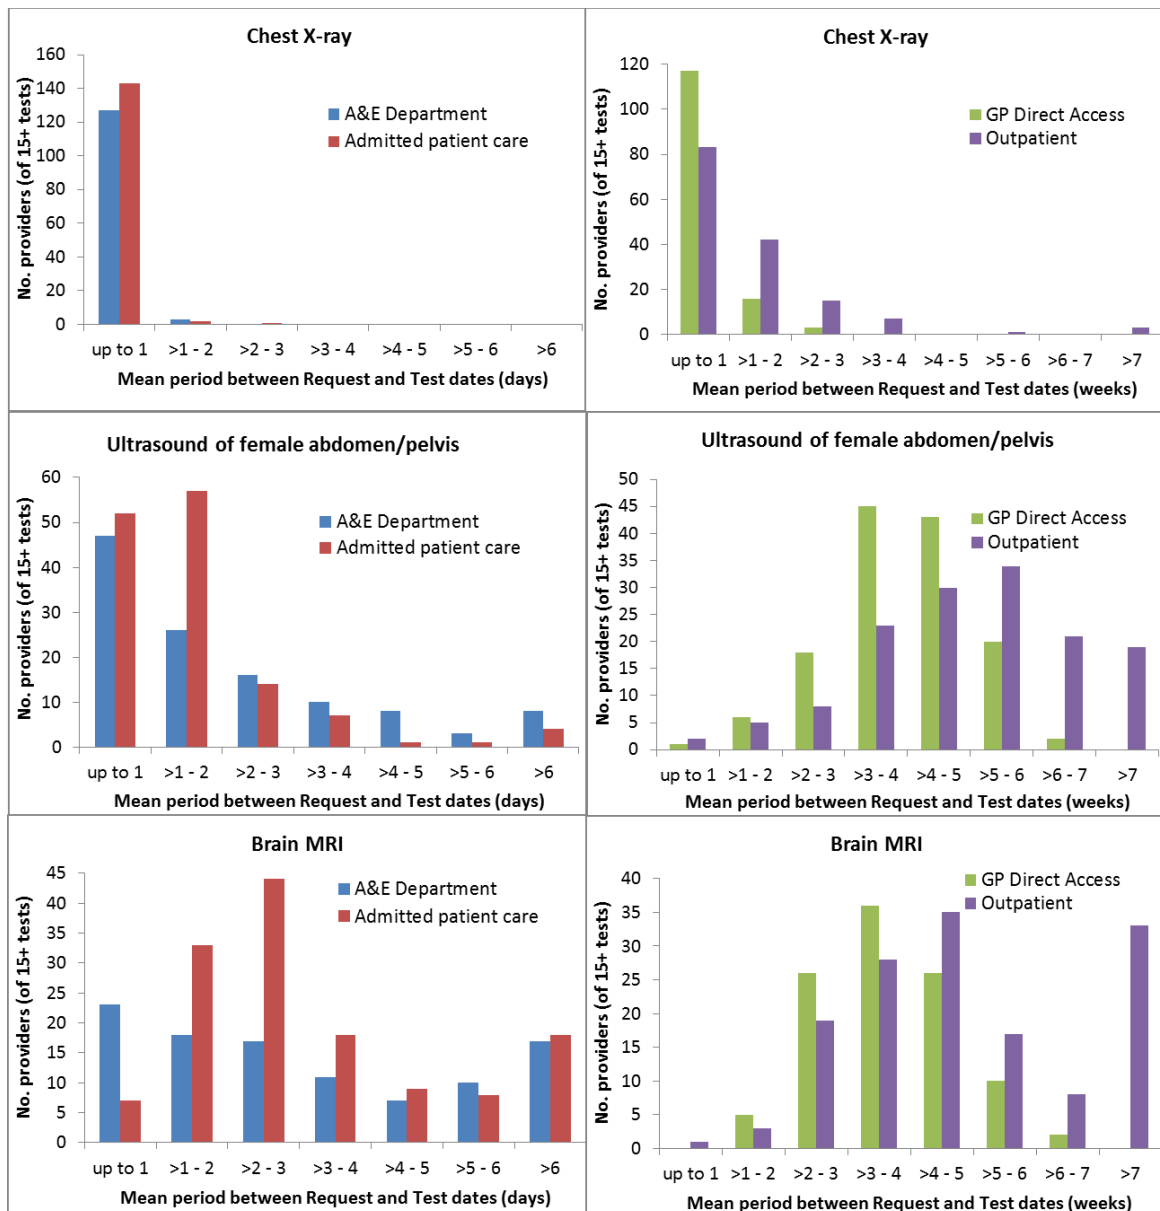 Chest X-ray
No. providers (of 15+ tests)
160
140
120
100
80
60
40
20
0
A&E Department
Admitted patient care
up to 1 >1 - 2 >2 - 3 >3 - 4 >4 - 5 >5 - 6 >6
Mean period between Request and Test dates (days)
Chest X-ray
No. providers (of 15+ tests)
120
100
80
60
40
20
0
GP Direct Access
Outpatient
up to 1 >1 - 2 >2 - 3 >3 - 4 >4 - 5 >5 - 6 >6 - 7 >7
Mean period between Request and Test dates (weeks)
Ultrasound of female abdomen/pelvis
No. providers (of 15+ tests)
60
50
40
30
20
10
0
A&E Department
Admitted patient care
up to 1 >1 - 2 >2 - 3 >3 - 4 >4 - 5 >5 - 6 >6
Mean period between Request and Test dates (days)
Ultrasound of female abdomen/pelvis
No. providers (of 15+ tests)
50
45
40
35
30
25
20
15
10
5
0
GP Direct Access
Outpatient
up to 1 >1 - 2 >2 - 3 >3 - 4 >4 - 5 >5 - 6 >6 - 7 >7
Mean period between Request and Test dates (weeks)
Brain MRI
No. providers (of 15+ tests)
45
40
35
30
25
20
15
10
5
0
A&E Department
Admitted patient care
up to 1 >1 - 2 >2 - 3 >3 - 4 >4 - 5 >5 - 6 >6
Mean period between Request and Test dates (days)
Brain MRI
No. providers (of 15+ tests)
40
35
30
25
20
15
10
5
0
GP Direct Access
Outpatient
up to 1 >1 - 2 >2 - 3 >3 - 4 >4 - 5 >5 - 6 >6 - 7 >7
Mean period between Request and Test dates (weeks)